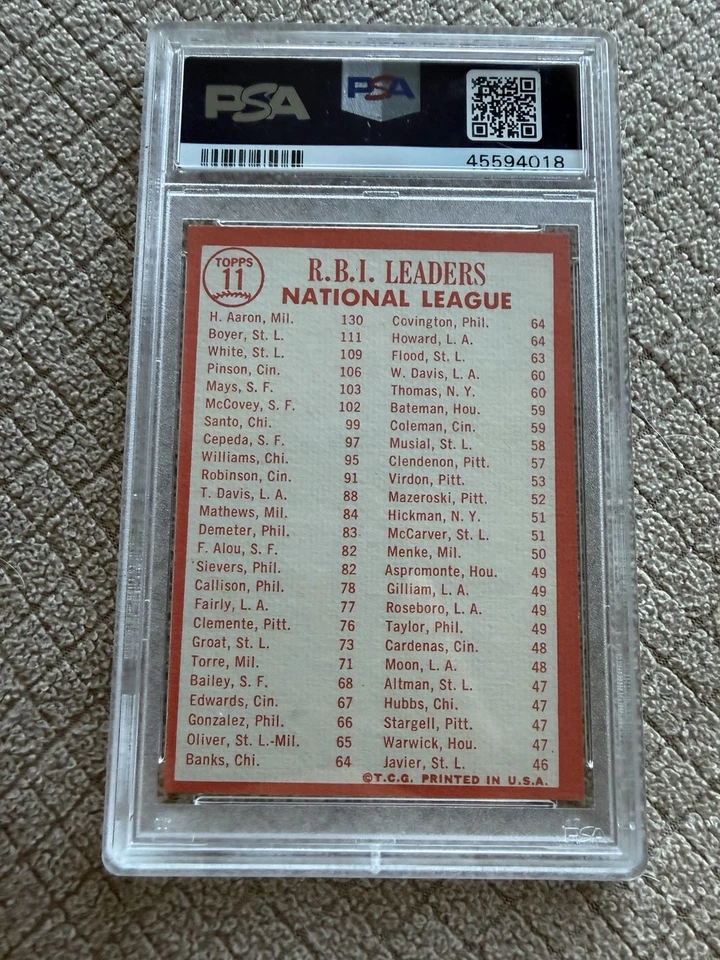 PSA
PSA
45594018
TOPPS
11
R.B.I. LEADERS
NATIONAL LEAGUE
H. Aaron, Mil. 130
Boyer, St. L. 111
White, St. L. 109
Pinson, Cin. 106
Mays, S. F. 103
McCovey, S. F. 102
Santo, Chi. 99
Cepeda, S. F. 97
Williams, Chi. 95
Robinson, Cin. 91
T. Davis, L. A. 88
Mathews, Mil. 84
Demeter, Phil. 83
F. Alou, S. F. 82
Sievers, Phil. 82
Callison, Phil. 78
Fairly, L. A. 77
Clemente, Pitt. 76
Groat, St. L. 73
Torre, Mil. 71
Bailey, S. F. 68
Edwards, Cin. 67
Gonzalez, Phil. 66
Oliver, St. L.-Mil. 65
Banks, Chi. 64
Covington, Phil. 64
Howard, L. A. 64
Flood, St. L. 63
W. Davis, L. A. 60
Thomas, N. Y. 60
Bateman, Hou. 59
Coleman, Cin. 59
Musial, St. L. 58
Clendenon, Pitt. 57
Virdon, Pitt. 53
Mazeroski, Pitt. 52
Hickman, N. Y. 51
McCarver, St. L. 51
Menke, Mil. 50
Aspromonte, Hou. 49
Gilliam, L. A. 49
Roseboro, L. A. 49
Taylor, Phil. 49
Cardenas, Cin. 48
Moon, L. A. 48
Altman, St. L. 47
Hubbs, Chi. 47
Stargell, Pitt. 47
Warwick, Hou. 47
Javier, St. L. 46
©T.C.G. PRINTED IN U.S.A.
PSA